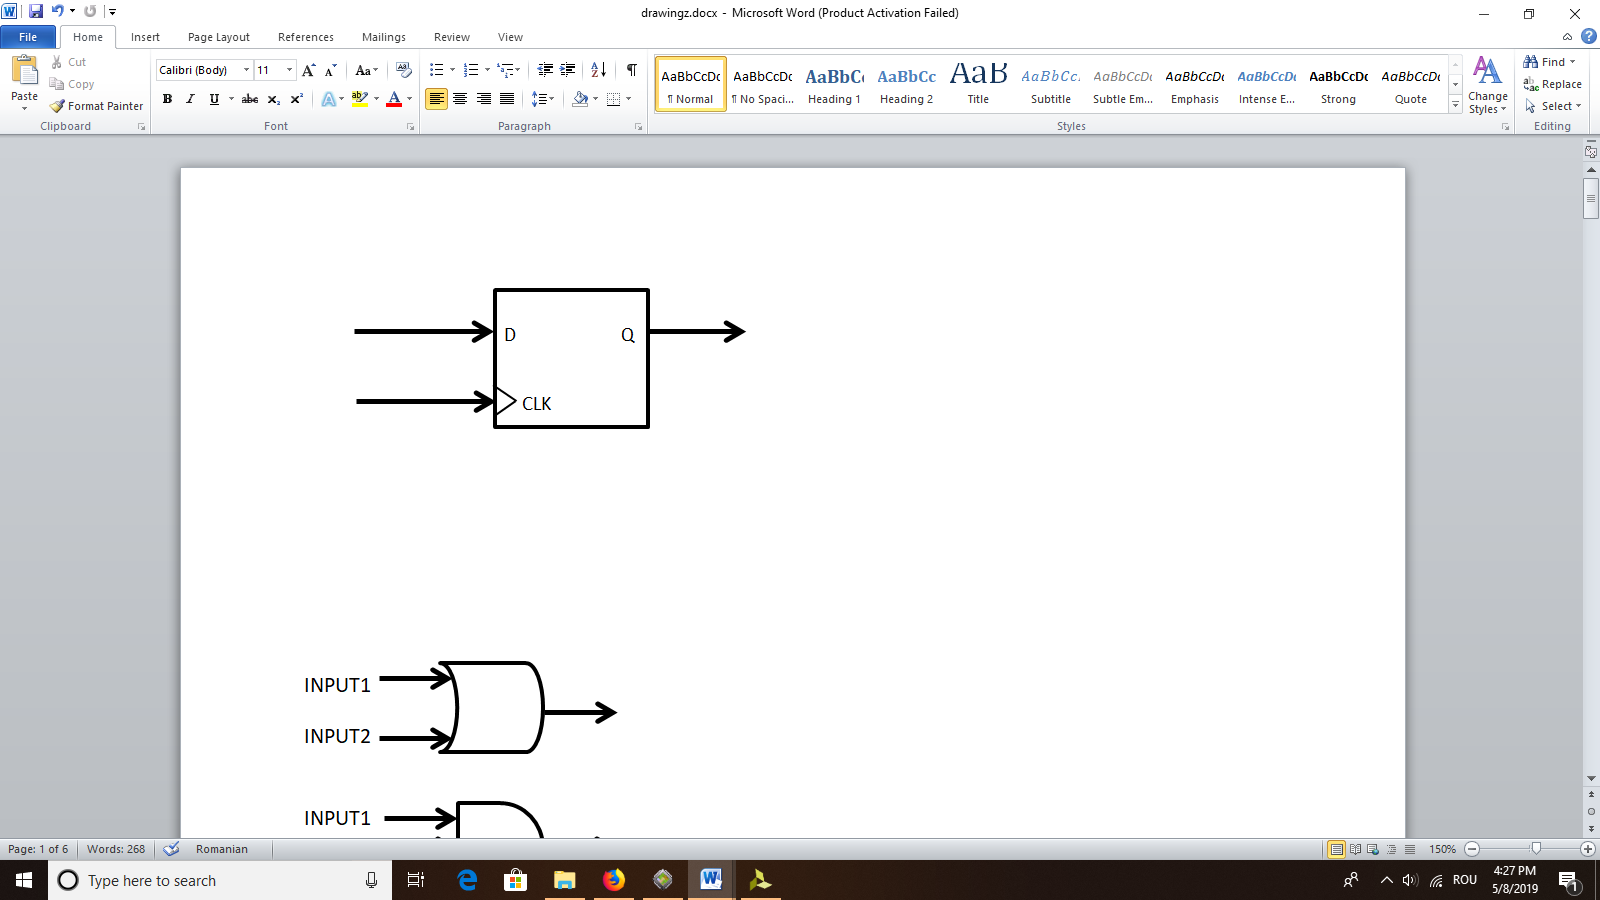 drawingz.docx - Microsoft Word (Product Activation Failed)
File Home Insert Page Layout References Mailings Review View
Paste
Cut
Copy
Format Painter
Clipboard
Calibri (Body) 11
Font
Paragraph
AaBbCcDc AaBbCcDc AaBbCc AaBbCc AaB AaBbCc. AaBbCcDc AaBbCcDc AaBbCcDc AaBbCcDc AaBbCcDc
¶ Normal ¶ No Spaci... Heading 1 Heading 2 Title Subtitle Subtle Em... Emphasis Intense E... Strong Quote
Change Styles
Styles
Find
Replace
Select
Editing
D Q
CLK
INPUT1
INPUT2
INPUT1
Page: 1 of 6 Words: 268 Romanian 150%
Type here to search
ROU
4:27 PM
5/8/2019
1